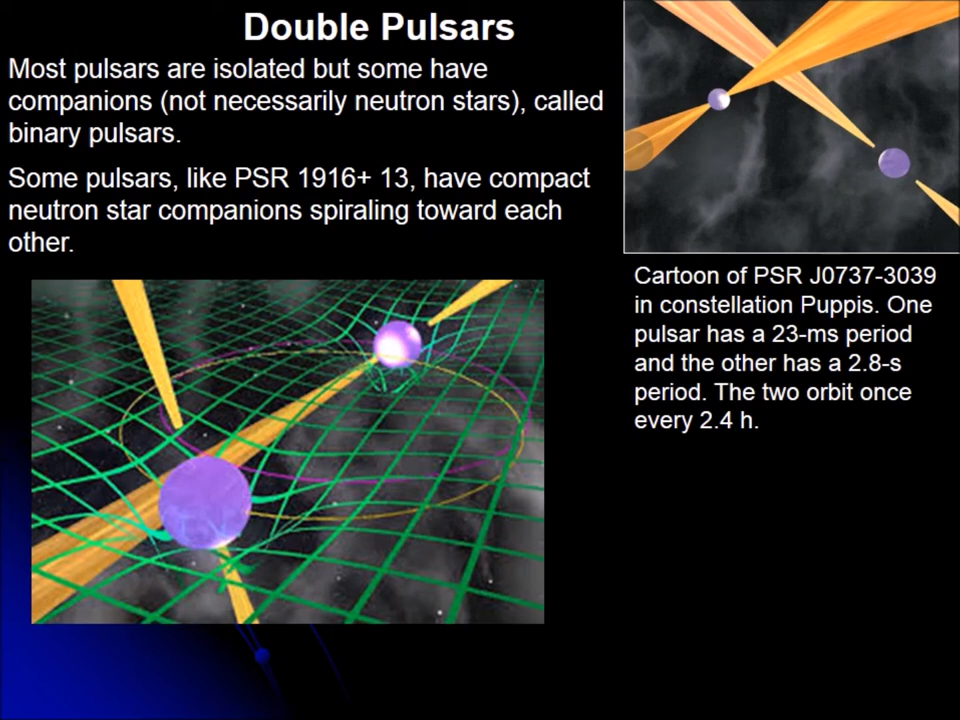 Double Pulsars
Most pulsars are isolated but some have
companions (not necessarily neutron stars), called
binary pulsars.
Some pulsars, like PSR 1916+ 13, have compact
neutron star companions spiraling toward each
other.
Cartoon of PSR J0737-3039
in constellation Puppis. One
pulsar has a 23-ms period
and the other has a 2.8-s
period. The two orbit once
every 2.4 h.